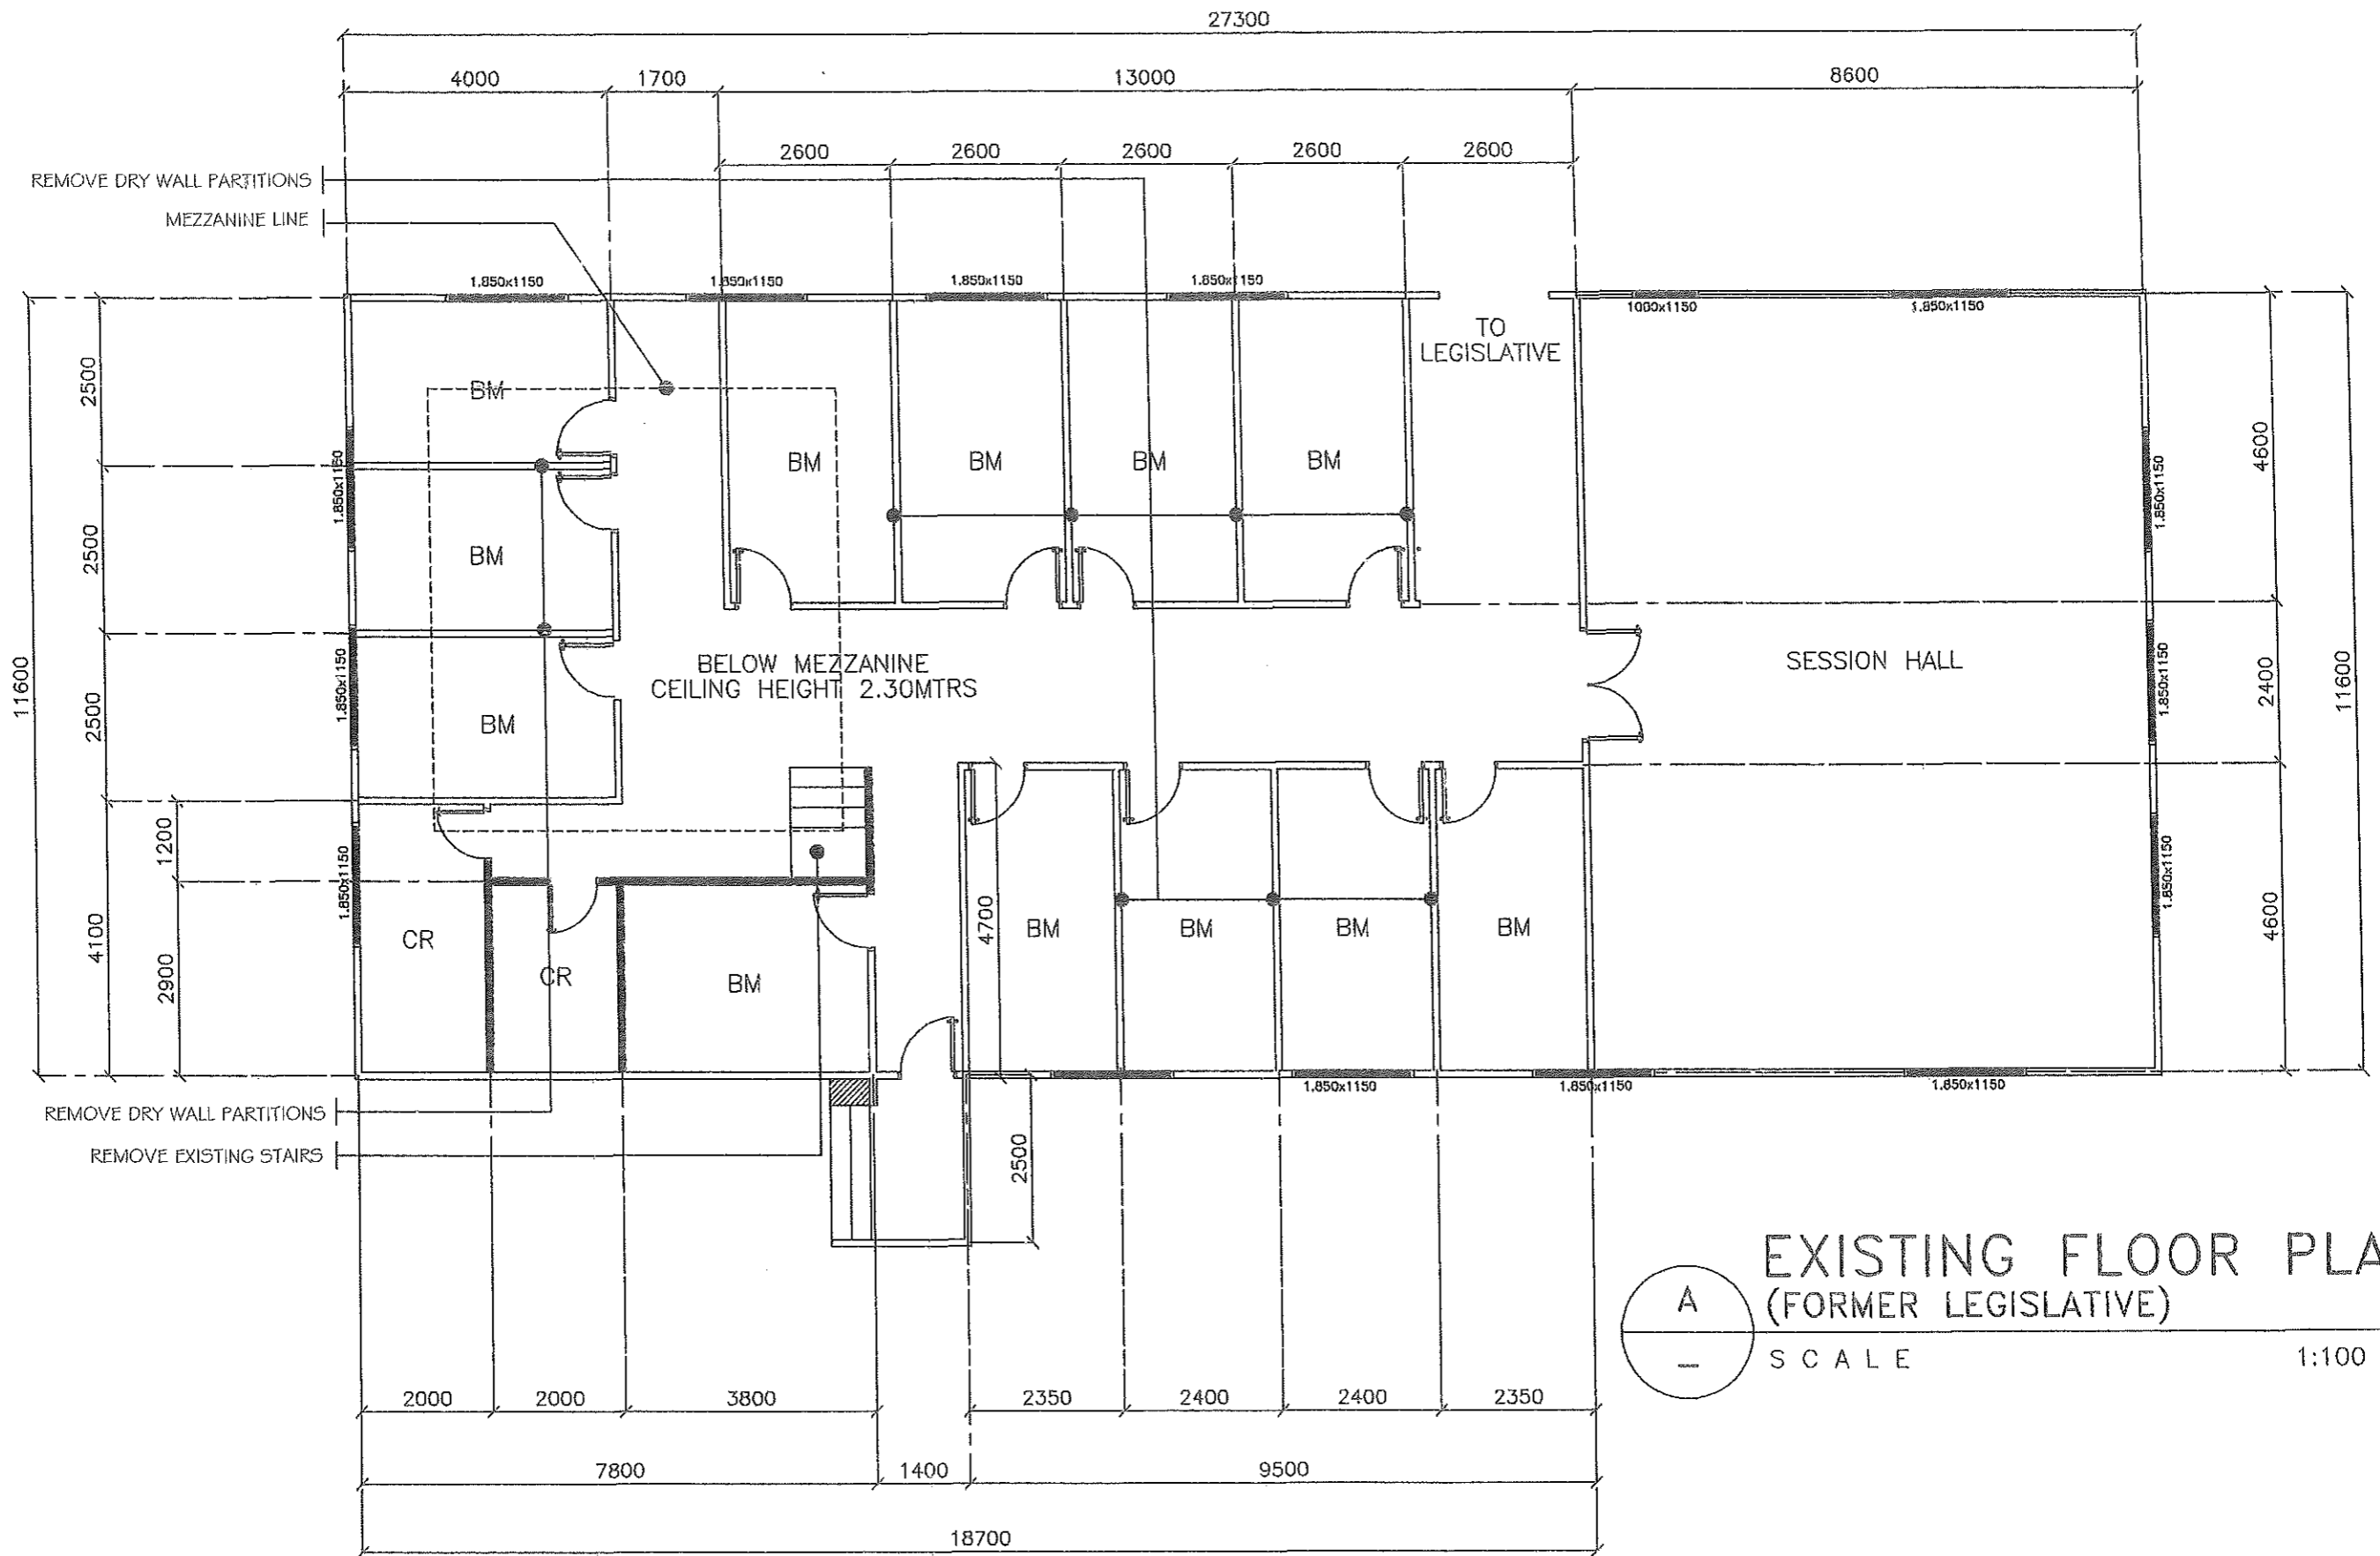 27300
4000 1700 13000 8600
2600 2600 2600 2600 2600
REMOVE DRY WALL PARTITIONS
MEZZANINE LINE
1.850x1150 1.850x1150 1.850x1150 1.850x1150
1000x1150 1.850x1150
TO
LEGISLATIVE
2500
BM
BM BM BM BM
4600
1.850x1150
1.850x1150
2500
BM
11600
BELOW MEZZANINE
CEILING HEIGHT 2.30MTRS
SESSION HALL
2400
11600
1.850x1150
1.850x1150
2500
BM
1200
1.850x1150
1.850x1150
4100
2900
CR
CR
BM
4700
BM BM BM BM
4600
1.850x1150 1.850x1150 1.850x1150
REMOVE DRY WALL PARTITIONS
REMOVE EXISTING STAIRS
2500
A
–
EXISTING FLOOR PLA
(FORMER LEGISLATIVE)
SCALE 1:100
2000 2000 3800 2350 2400 2400 2350
7800 1400 9500
18700